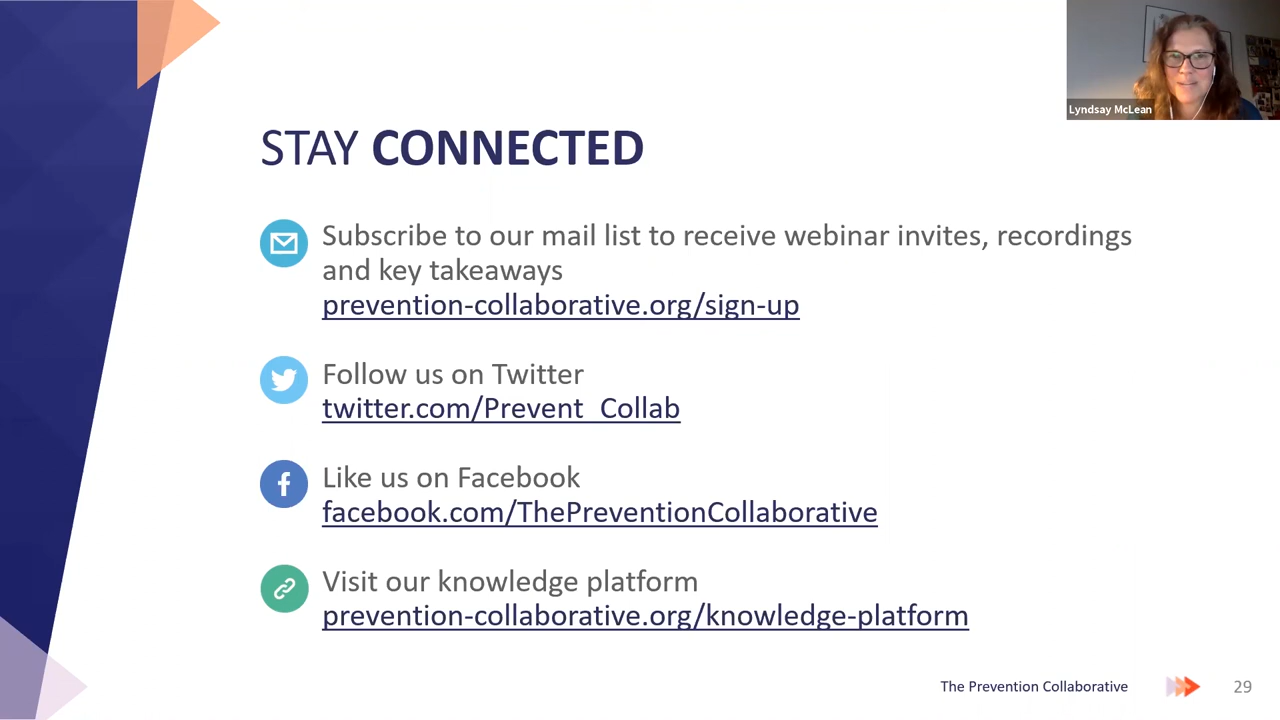 Lyndsay McLean
STAY CONNECTED
Subscribe to our mail list to receive webinar invites, recordings
and key takeaways
prevention-collaborative.org/sign-up
Follow us on Twitter
twitter.com/Prevent_Collab
Like us on Facebook
facebook.com/ThePreventionCollaborative
Visit our knowledge platform
prevention-collaborative.org/knowledge-platform
The Prevention Collaborative
29